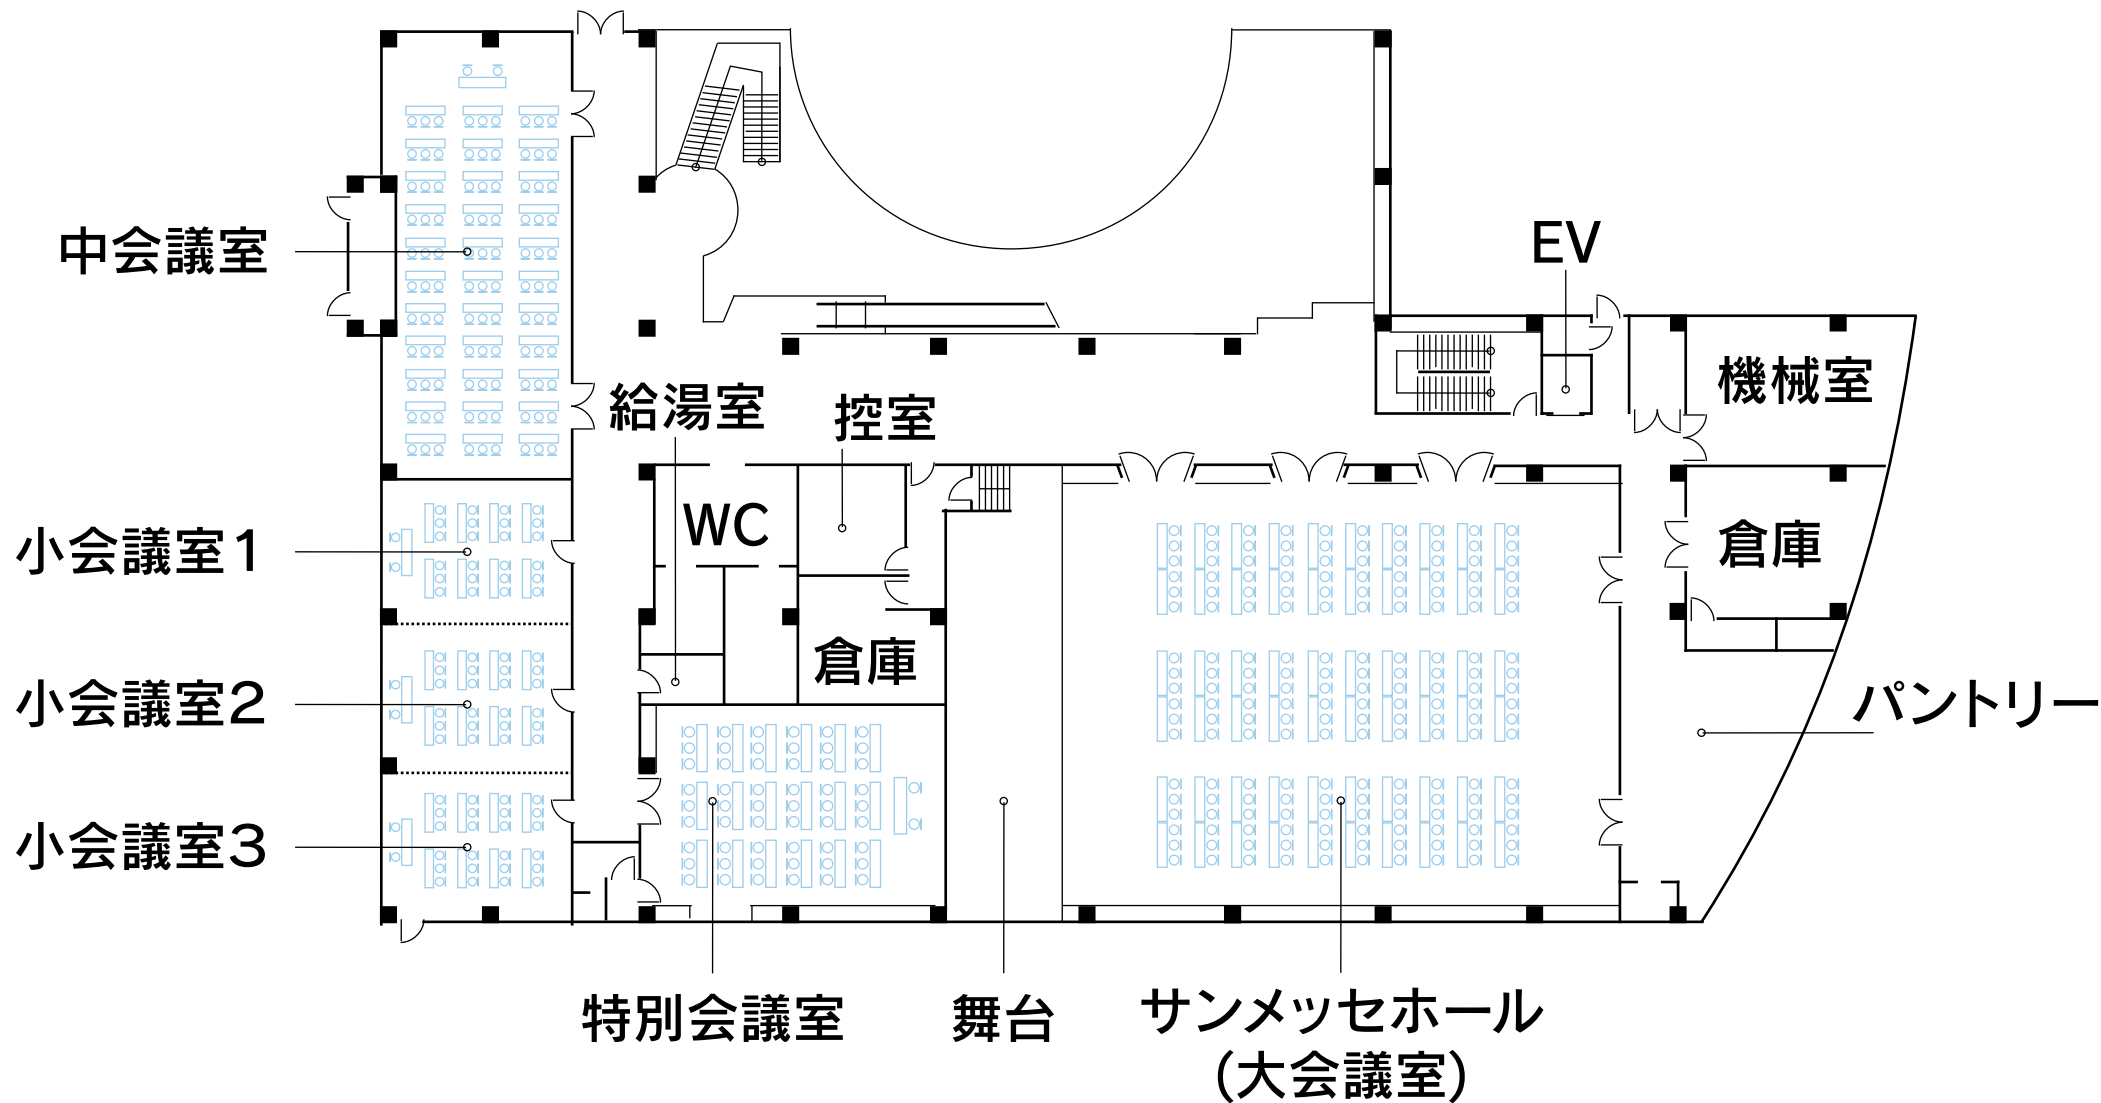 EV
中会議室
機械室
給湯室
控室
WC
小会議室1
倉庫
倉庫
小会議室2
パントリー
小会議室3
特別会議室
舞台
サンメッセホール
(大会議室)